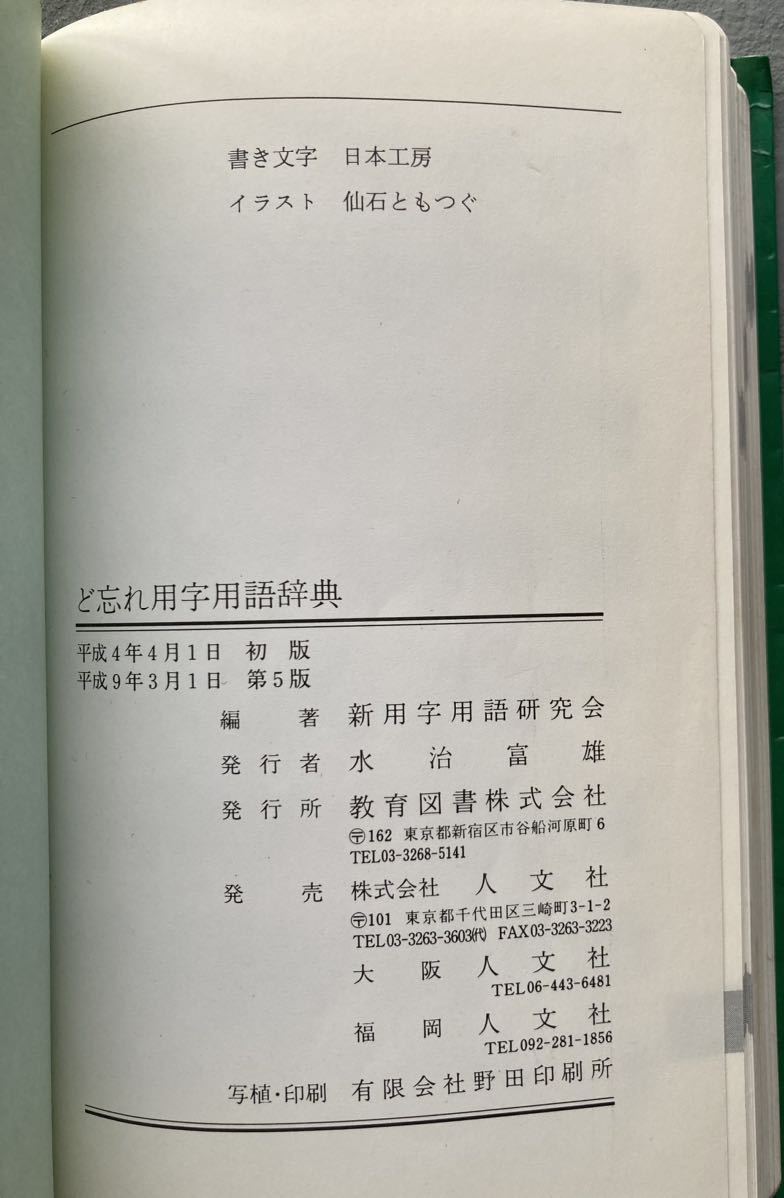 書き文字　日本工房
イラスト　仙石ともつぐ
ど忘れ用字用語辞典
平成4年4月1日　初　版
平成9年3月1日　第5版
編　　著　新用字用語研究会
発 行 者　水　治　富　雄
発 行 所　教育図書株式会社
〒162　東京都新宿区市谷船河原町6
TEL03-3268-5141
発　　売　株式会社　人　文　社
〒101　東京都千代田区三崎町3-1-2
TEL03-3263-3603㈹　FAX03-3263-3223
大　阪　人　文　社
TEL06-443-6481
福　岡　人　文　社
TEL092-281-1856
写植・印刷　有限会社野田印刷所